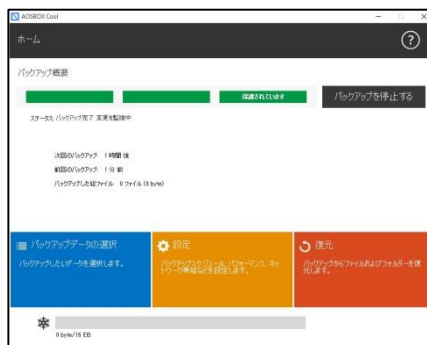 AOSBOX Cool
ホーム
?
バックアップ概要
保護されています
バックアップを停止する
ステータス: バックアップ完了 変更を監視中
次回のバックアップ: 1 時間 後
前回のバックアップ: 1 分 前
バックアップした総ファイル: 0 ファイル (0 byte)
バックアップデータの選択
バックアップしたいデータを選択します。
設定
バックアップスケジュール、パフォーマンス、ネットワーク帯域などを設定します。
復元
バックアップからファイルおよびフォルダーを復元します。
0 byte/16 EB